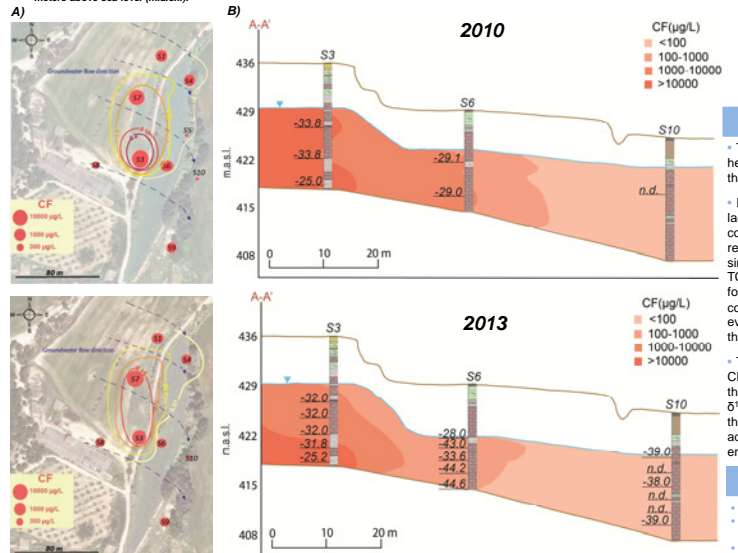 meters above sea level (m.a.s.l.).
A)
N
W
E
S
S1
S4
Groundwater flow direction
S7
S5
S3
S6
S10
S9
CF
10000 µg/L
1000 µg/L
300 µg/L
80 m
N
W
E
S
S1
Groundwater flow direction
S4
S7
S8
S3
S6
S10
S9
CF
10000 µg/L
1000 µg/L
300 µg/L
80 m
B)
A-A'
2010
CF(µg/L)
<100
100-1000
1000-10000
>10000
S3
S6
S10
436
429
422
415
408
m.a.s.l.
-33.8
-33.8
-25.0
-29.1
-29.0
n.d.
0 10 20 m
A-A'
2013
CF(µg/L)
<100
100-1000
1000-10000
>10000
S3
S6
S10
436
429
422
415
408
m.a.s.l.
-32.0
-32.0
-32.0
-31.8
-25.2
-28.0
-43.0
-33.6
-44.2
-44.6
-39.0
n.d.
-38.0
n.d.
n.d.
-39.0
0 10 20 m